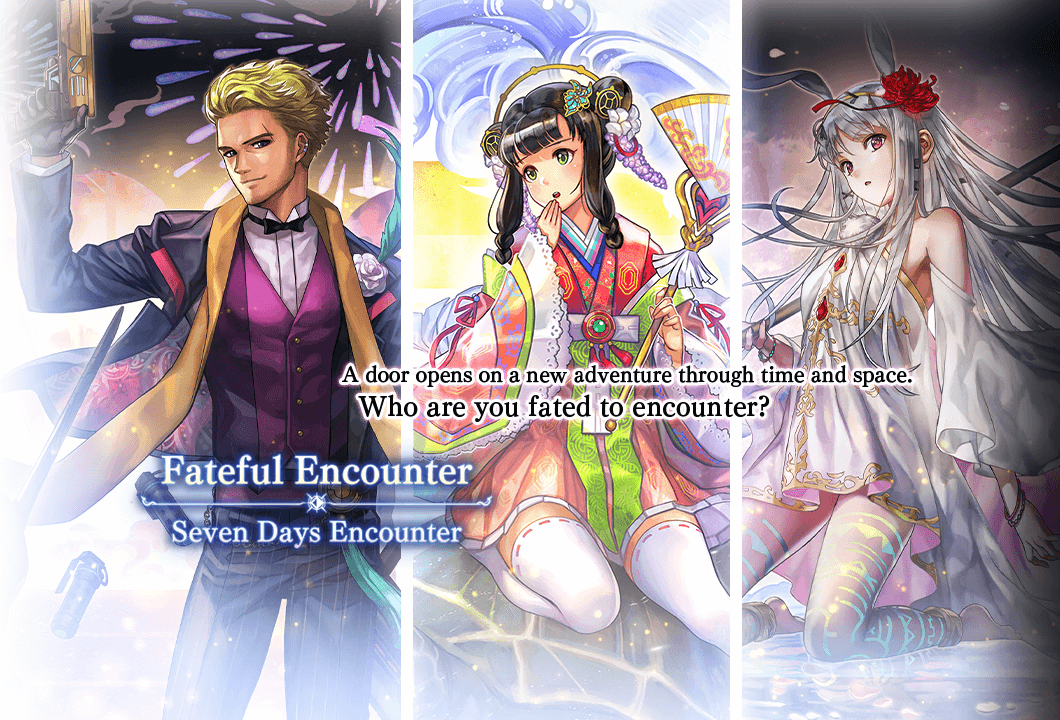 A door opens on a new adventure through time and space.
Who are you fated to encounter?
Fateful Encounter
Seven Days Encounter